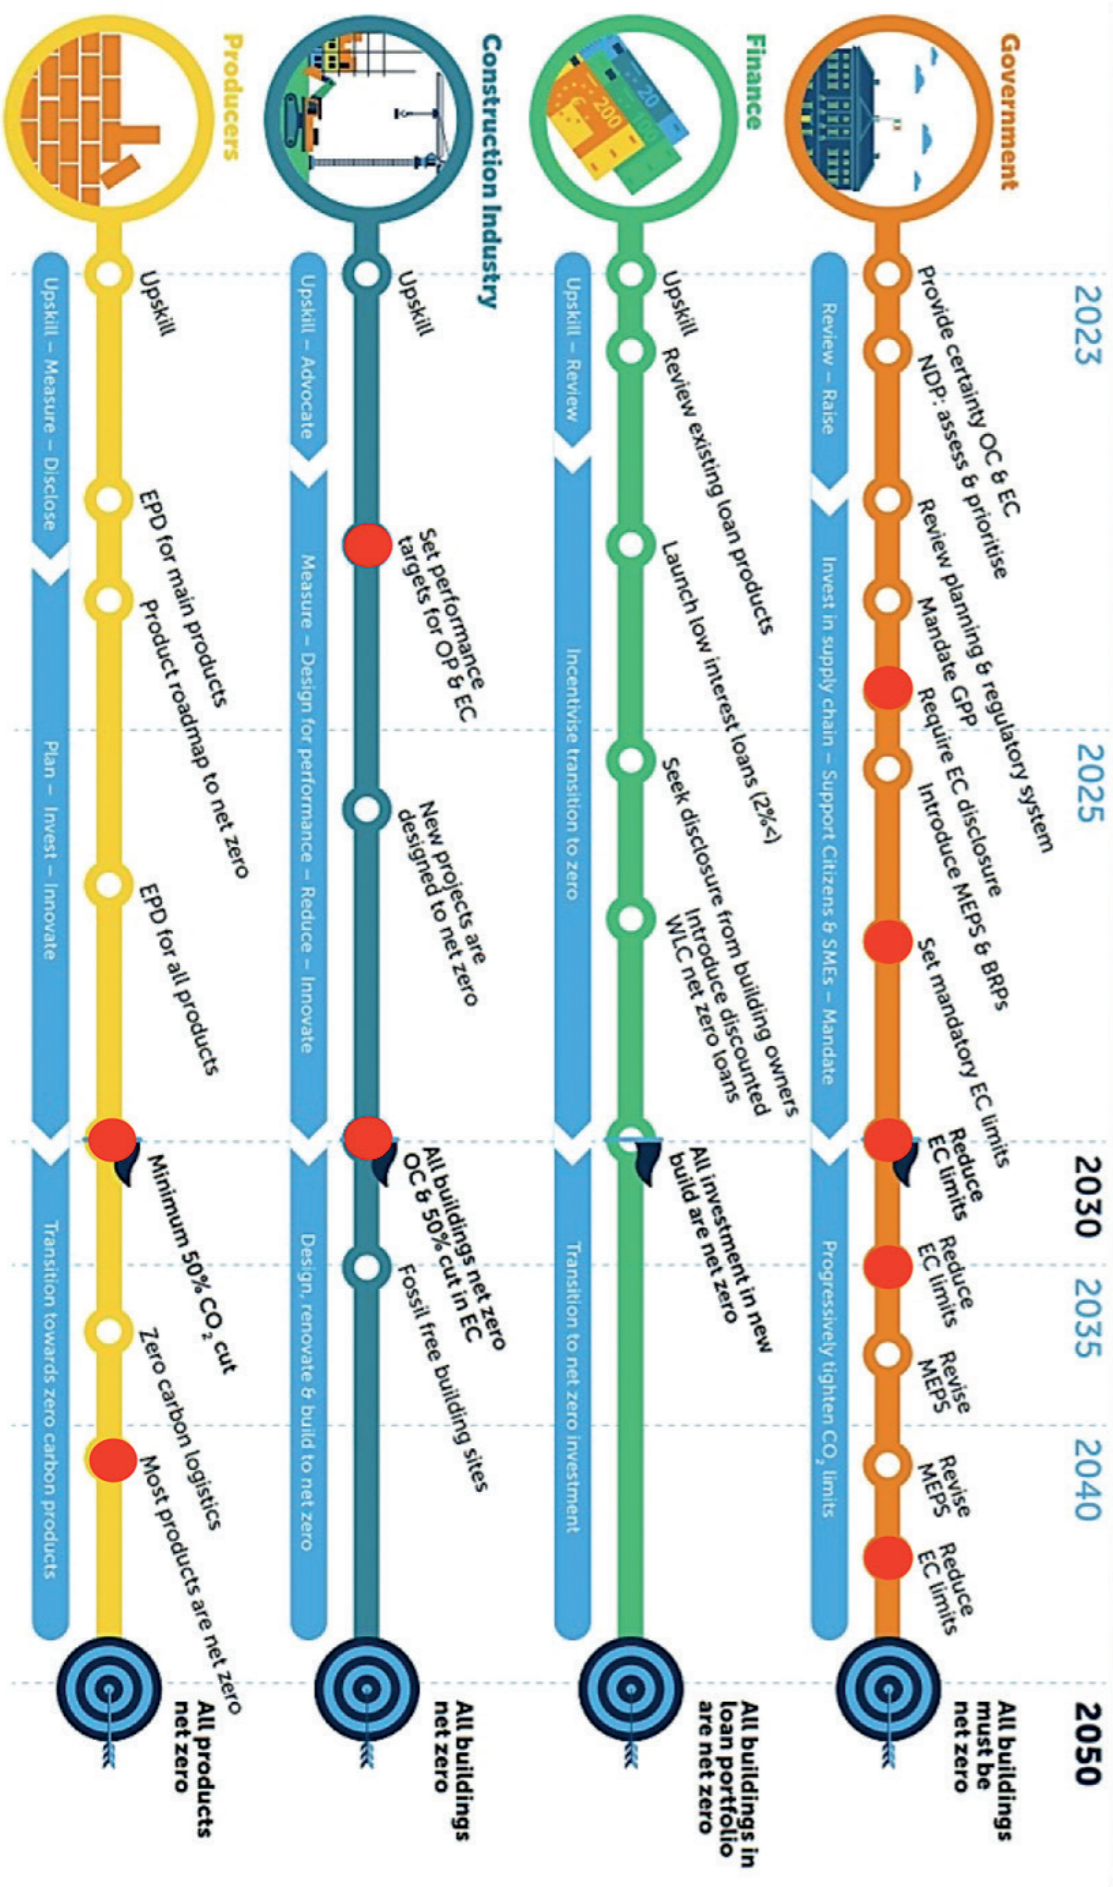 2023
2025
2030
2035
2040
2050
Government
Provide certainty OC & EC
NDP: assess & prioritise
Review planning & regulatory system
Mandate GPP
Require EC disclosure
Introduce MEPS & BRPs
Set mandatory EC limits
Reduce
EC limits
Reduce
EC limits
Revise
MEPS
Revise
MEPS
Reduce
EC limits
All buildings
must be
net zero
Review – Raise
Invest in supply chain – Support Citizens & SMEs – Mandate
Progressively tighten CO₂ limits
Finance
20
100
200
Upskill
Review existing loan products
Launch low interest loans (2%<)
Seek disclosure from building owners
Introduce discounted
WLC net zero loans
All investment in new
build are net zero
All buildings in
loan portfolio
are net zero
Upskill – Review
Incentivise transition to zero
Transition to net zero investment
Construction Industry
Upskill
Set performance
targets for OP & EC
New projects are
designed to net zero
All buildings net zero
OC & 50% cut in EC
Fossil free building sites
All buildings
net zero
Upskill – Advocate
Measure – Design for performance – Reduce – Innovate
Design, renovate & build to net zero
Producers
Upskill
EPD for main products
Product roadmap to net zero
EPD for all products
Minimum 50% CO₂ cut
Zero carbon logistics
Most products are net zero
All products
net zero
Upskill – Measure – Disclose
Plan – Invest – Innovate
Transition towards zero carbon products